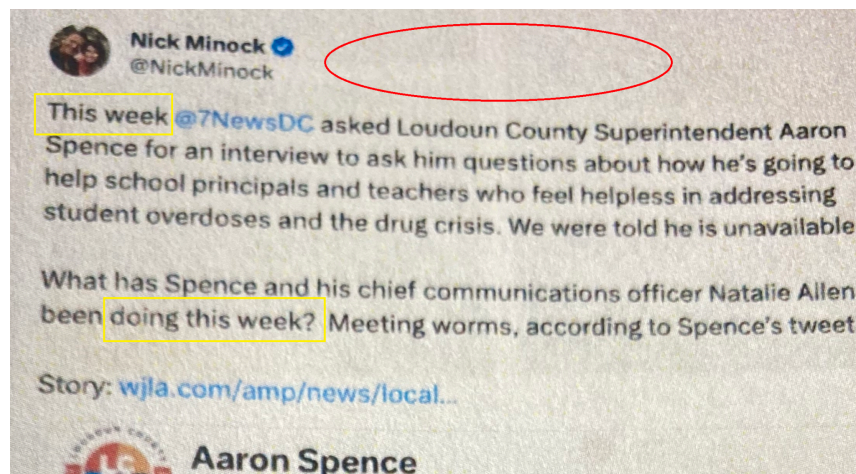 Nick Minock
@NickMinock
This week @7NewsDC asked Loudoun County Superintendent Aaron
Spence for an interview to ask him questions about how he's going to
help school principals and teachers who feel helpless in addressing
student overdoses and the drug crisis. We were told he is unavailable
What has Spence and his chief communications officer Natalie Allen
been doing this week? Meeting worms, according to Spence's tweet
Story: wjla.com/amp/news/local...
LOUDOUN COUNTY
LC
Aaron Spence